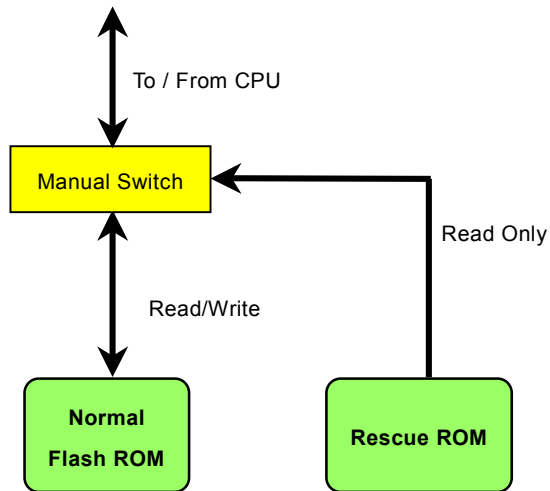 To / From CPU
Manual Switch
Read Only
Read/Write
Normal
Flash ROM
Rescue ROM